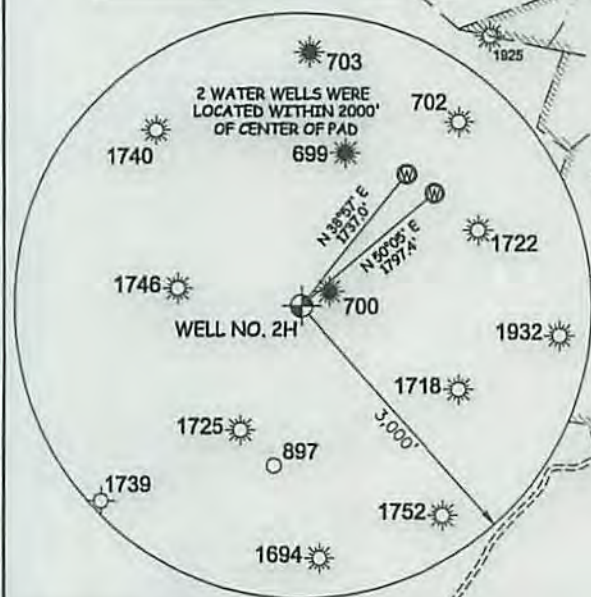 703
1925
2 WATER WELLS WERE
LOCATED WITHIN 2000'
OF CENTER OF PAD
702
1740
699
W
W
N 38°57' E
1737.0'
N 50°05' E
1797.4'
1722
1746
700
WELL NO. 2H
1932
1718
3,000'
1725
897
1739
1752
1694